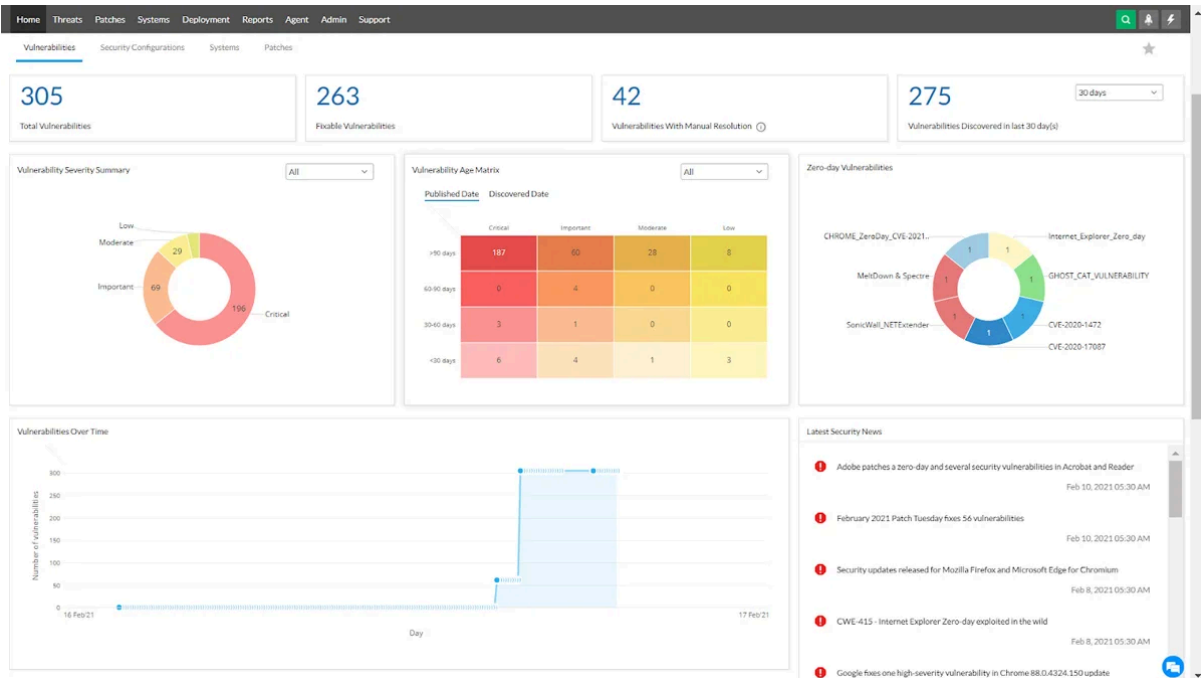 Home Threats Patches Systems Deployment Reports Agent Admin Support
Vulnerabilities Security Configurations Systems Patches
305
Total Vulnerabilities
263
Fixable Vulnerabilities
42
Vulnerabilities With Manual Resolution
275
30 days
Vulnerabilities Discovered in last 30 day(s)
Vulnerability Severity Summary
All
Low
Moderate
29
Important
69
196
Critical
Vulnerability Age Matrix
All
Published Date Discovered Date
Critical Important Moderate Low
>90 days 187 60 28 8
60-90 days 0 4 0 0
30-60 days 3 1 0 0
<30 days 6 4 1 3
Zero-day Vulnerabilities
CHROME_ZeroDay_CVE-2021.. 1 1 Internet_Explorer_Zero_day
MeltDown & Spectre 1 1 GHOST_CAT_VULNERABILITY
SonicWall_NETExtender 1 1 CVE-2020-1472
1 CVE-2020-17087
Vulnerabilities Over Time
Number of vulnerabilities
300
250
200
150
100
50
0
16 Feb'21 17 Feb'21
Day
Latest Security News
Adobe patches a zero-day and several security vulnerabilities in Acrobat and Reader
Feb 10, 2021 05:30 AM
February 2021 Patch Tuesday fixes 56 vulnerabilities
Feb 10, 2021 05:30 AM
Security updates released for Mozilla Firefox and Microsoft Edge for Chromium
Feb 8, 2021 05:30 AM
CWE-415 - Internet Explorer Zero-day exploited in the wild
Feb 8, 2021 05:30 AM
Google fixes one high-severity vulnerability in Chrome 88.0.4324.150 update